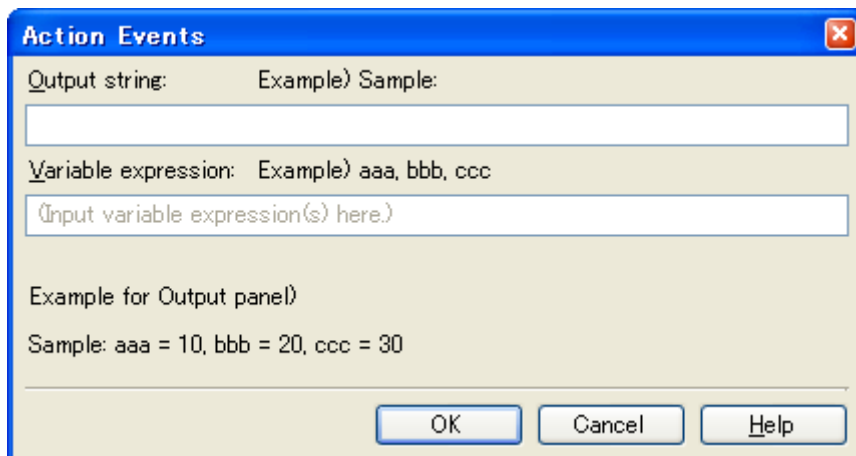 Action Events
Output string: Example) Sample:
Variable expression: Example) aaa, bbb, ccc
(Input variable expression(s) here.)
Example for Output panel)
Sample: aaa = 10, bbb = 20, ccc = 30
OK Cancel Help